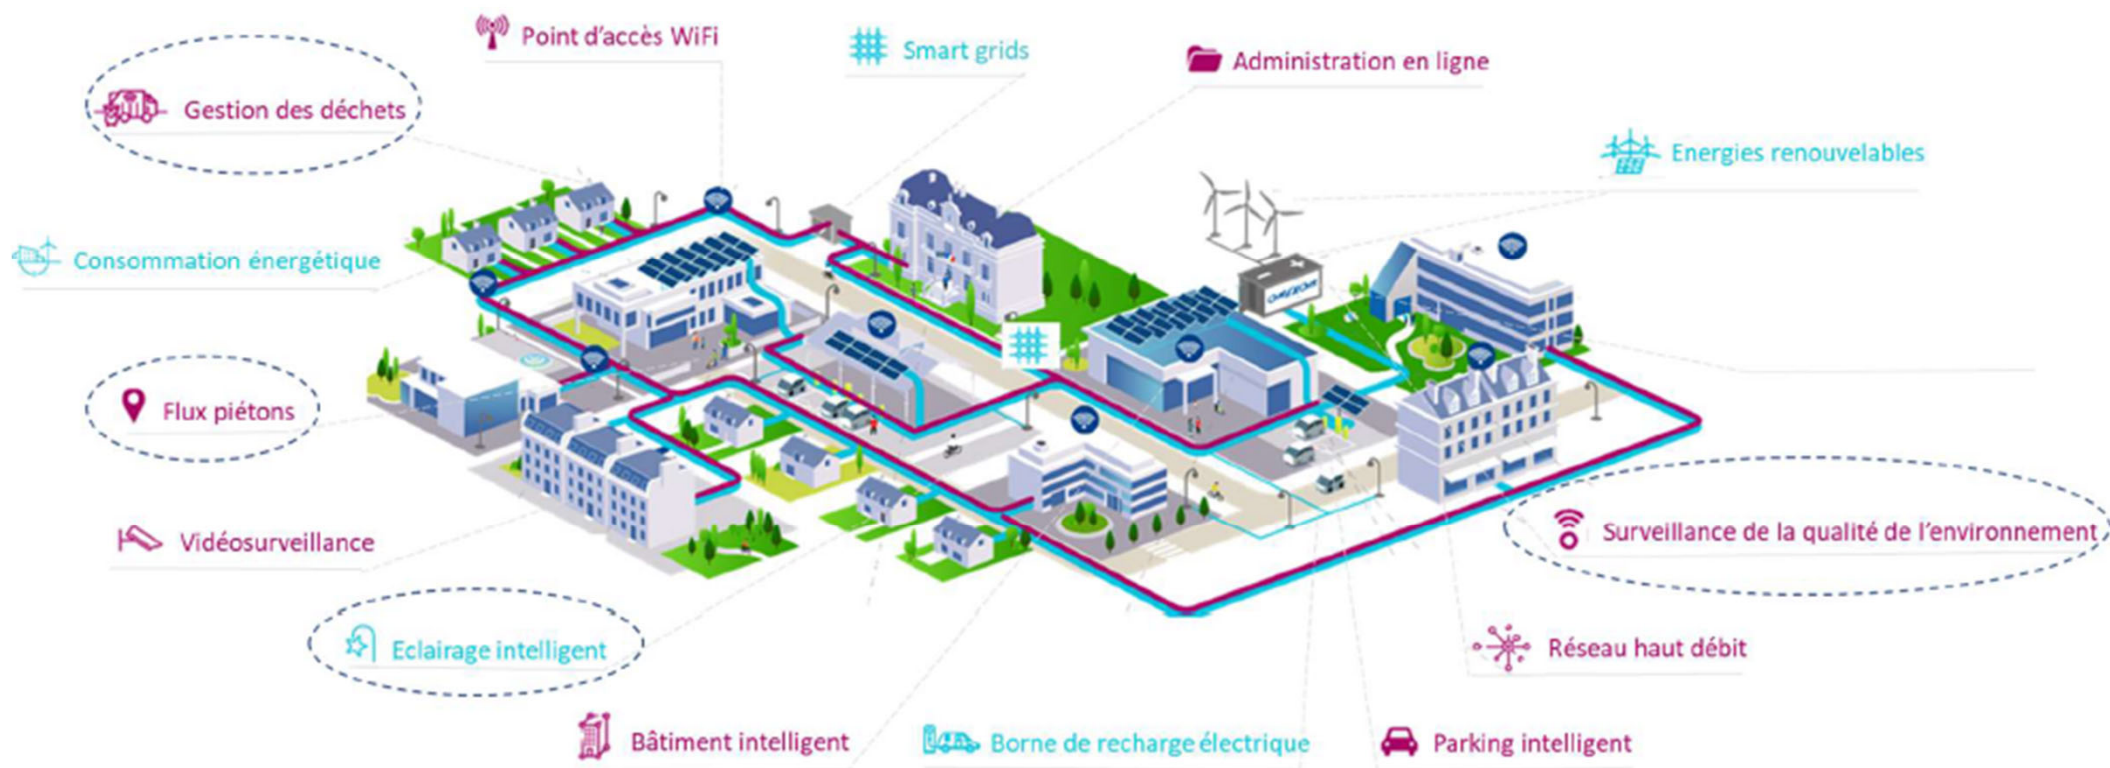 Point d'accès WiFi
Smart grids
Administration en ligne
Gestion des déchets
Energies renouvelables
Consommation énergétique
Flux piétons
Vidéosurveillance
Surveillance de la qualité de l'environnement
Eclairage intelligent
Réseau haut débit
Bâtiment intelligent
Borne de recharge électrique
Parking intelligent